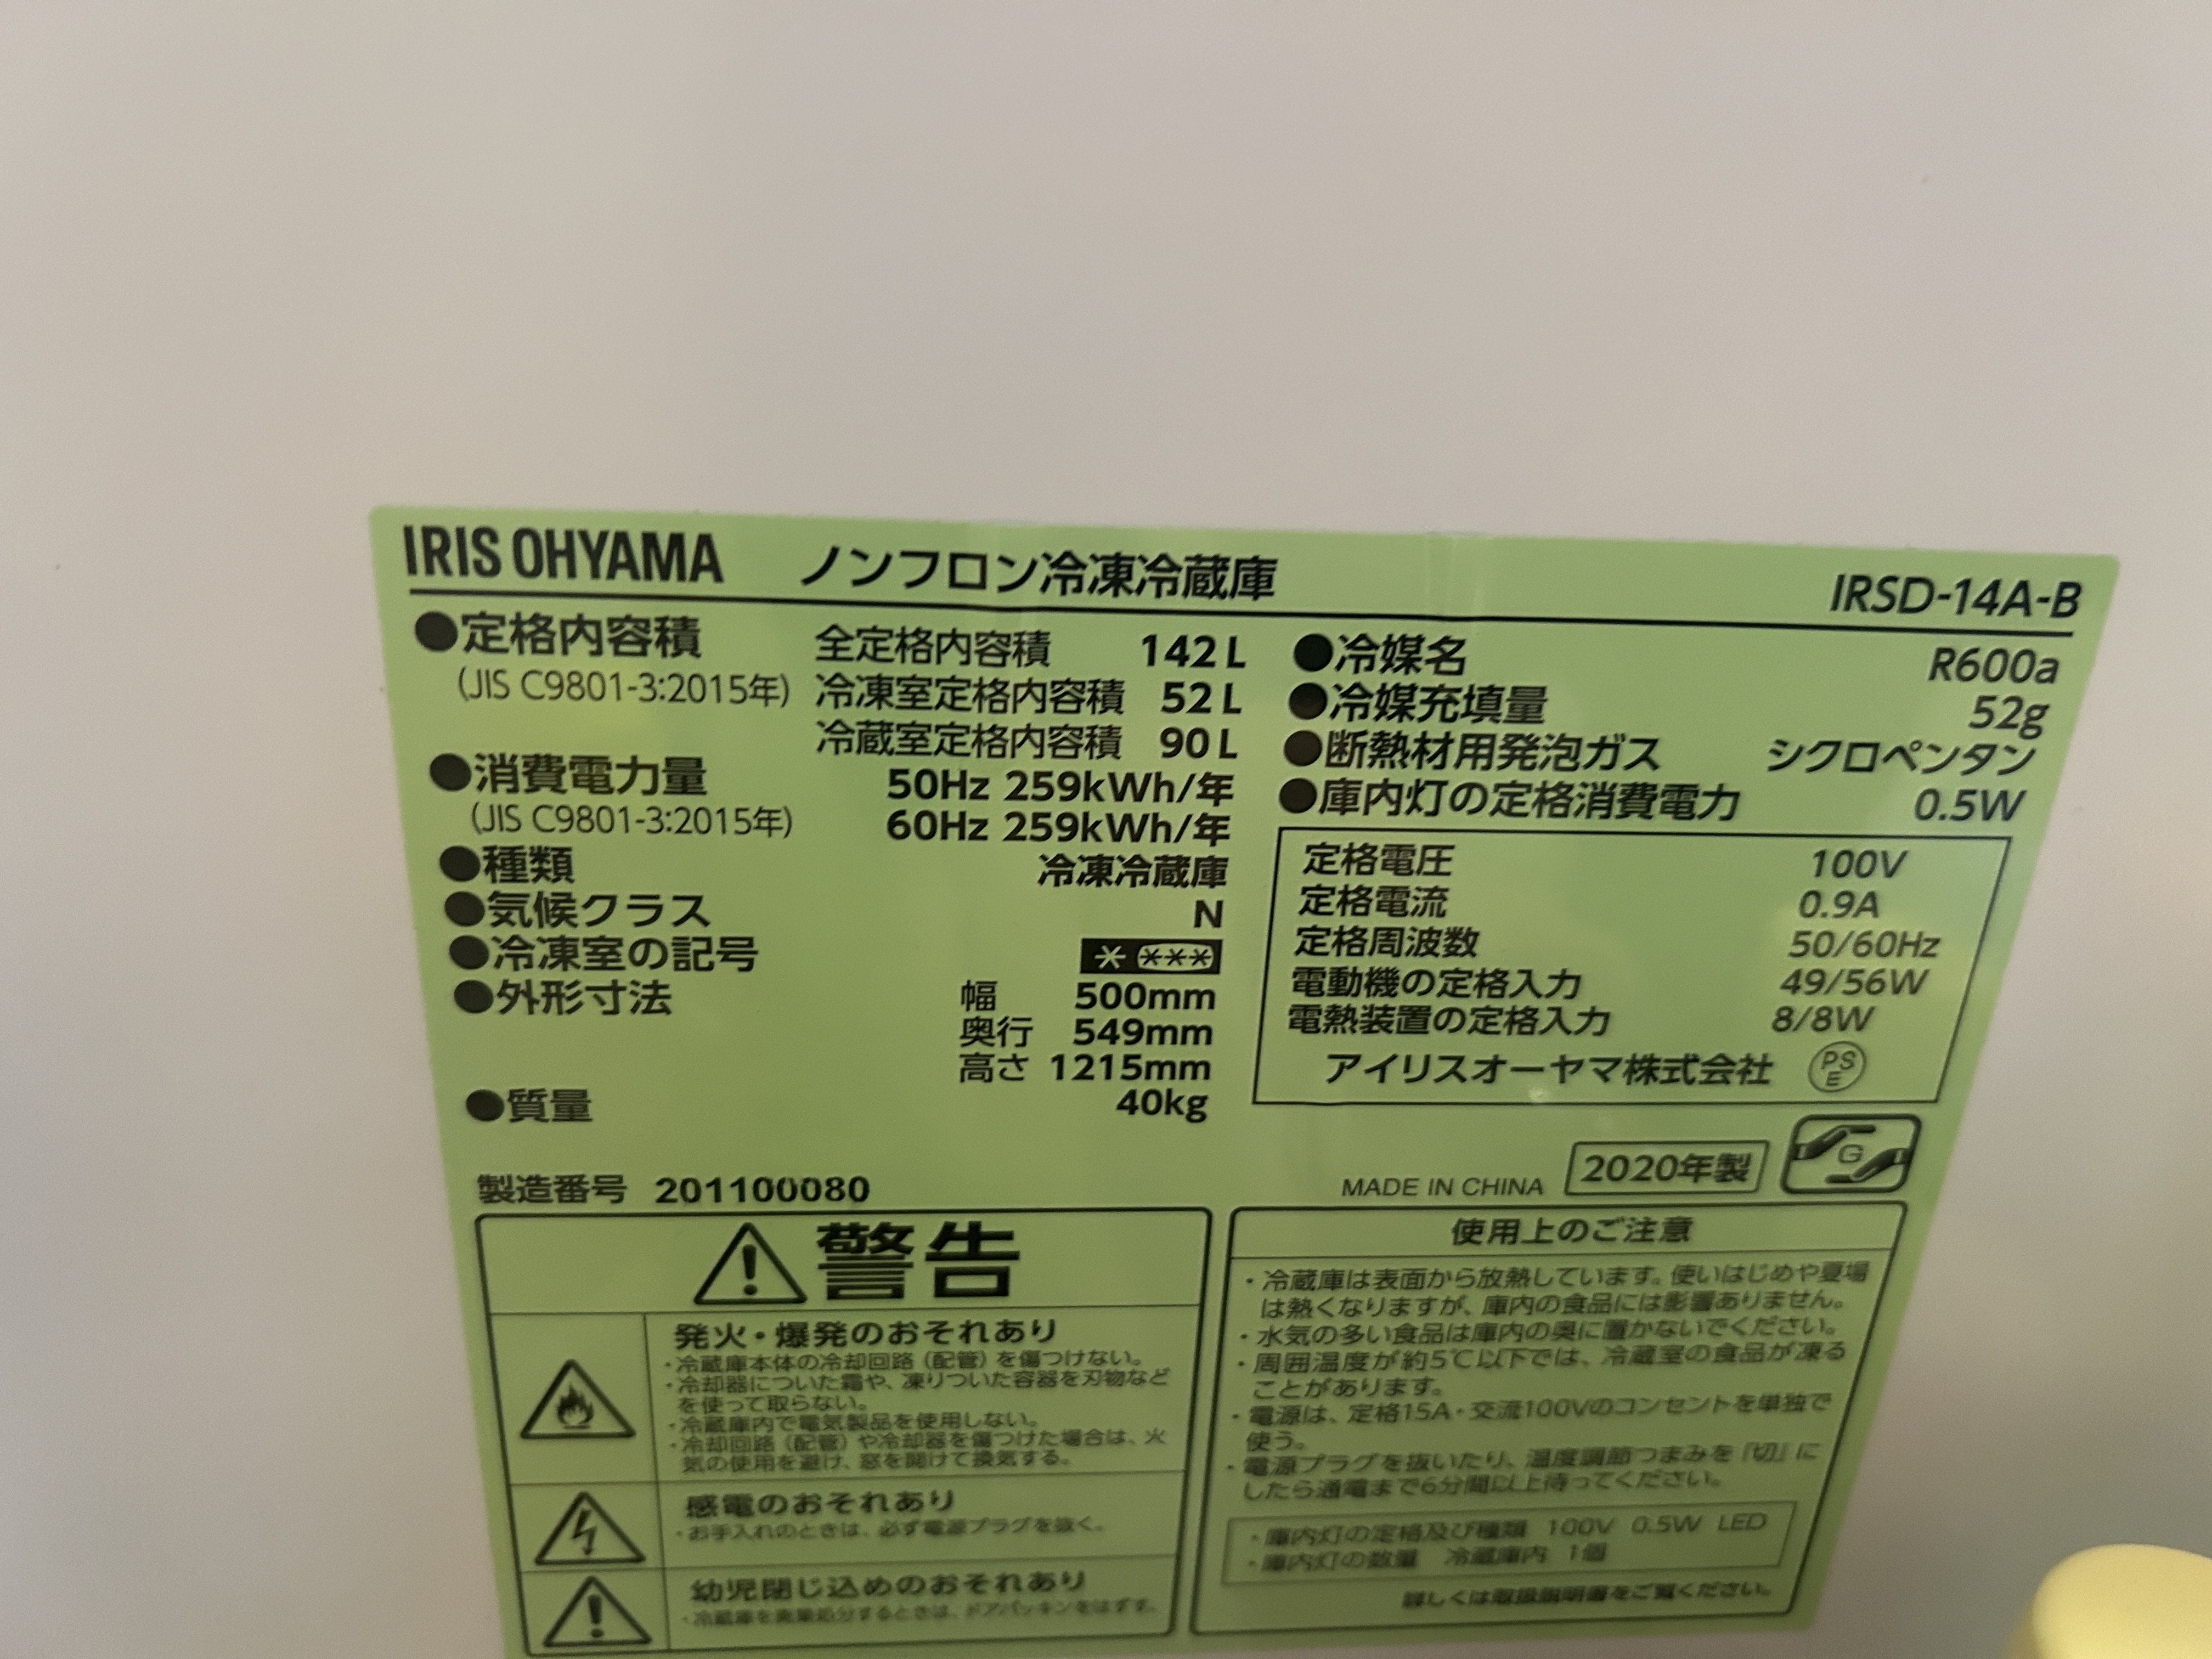 IRIS OHYAMA ノンフロン冷凍冷蔵庫 IRSD-14A-B
●定格内容積 全定格内容積 142L
(JIS C9801-3:2015年) 冷凍室定格内容積 52L
冷蔵室定格内容積 90L
●消費電力量 50Hz 259kWh/年
(JIS C9801-3:2015年) 60Hz 259kWh/年
●種類 冷凍冷蔵庫
●気候クラス N
●冷凍室の記号 * ***
●外形寸法 幅 500mm
奥行 549mm
高さ 1215mm
●質量 40kg
製造番号 201100080
●冷媒名 R600a
●冷媒充填量 52g
●断熱材用発泡ガス シクロペンタン
●庫内灯の定格消費電力 0.5W
定格電圧 100V
定格電流 0.9A
定格周波数 50/60Hz
電動機の定格入力 49/56W
電熱装置の定格入力 8/8W
アイリスオーヤマ株式会社 PSE
MADE IN CHINA 2020年製 G
警告
発火・爆発のおそれあり
・冷蔵庫本体の冷却回路(配管)を傷つけない。
・冷却器についた霜や、凍りついた容器を刃物など
を使って取らない。
・冷蔵庫内で電気製品を使用しない。
・冷却回路(配管)や冷却器を傷つけた場合は、火
気の使用を避け、窓を開けて換気する。
感電のおそれあり
・お手入れのときは、必ず電源プラグを抜く。
幼児閉じ込めのおそれあり
・冷蔵庫を廃棄処分するときは、ドアパッキンをはずす。
使用上のご注意
・冷蔵庫は表面から放熱しています。使いはじめや夏場
は熱くなりますが、庫内の食品には影響ありません。
・水気の多い食品は庫内の奥に置かないでください。
・周囲温度が約5℃以下では、冷蔵室の食品が凍る
ことがあります。
・電源は、定格15A・交流100Vのコンセントを単独で
使う。
・電源プラグを抜いたり、温度調節つまみを「切」に
したら通電まで6分間以上待ってください。
・庫内灯の定格及び種類 100V 0.5W LED
・庫内灯の数量 冷蔵庫内 1個
詳しくは取扱説明書をご覧ください。